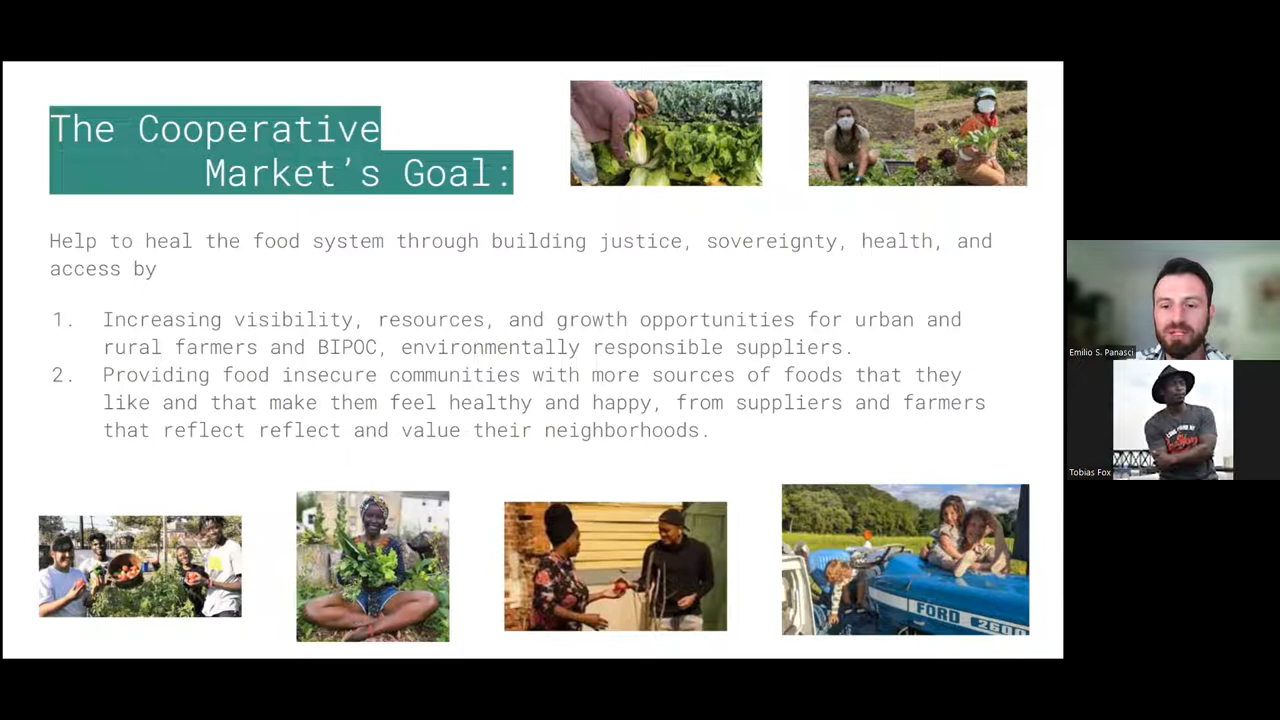 The Cooperative
Market's Goal:
Help to heal the food system through building justice, sovereignty, health, and
access by
1. Increasing visibility, resources, and growth opportunities for urban and
rural farmers and BIPOC, environmentally responsible suppliers.
2. Providing food insecure communities with more sources of foods that they
like and that make them feel healthy and happy, from suppliers and farmers
that reflect reflect and value their neighborhoods.
Emilio S. Panasci
Tobias Fox
FORD 2600